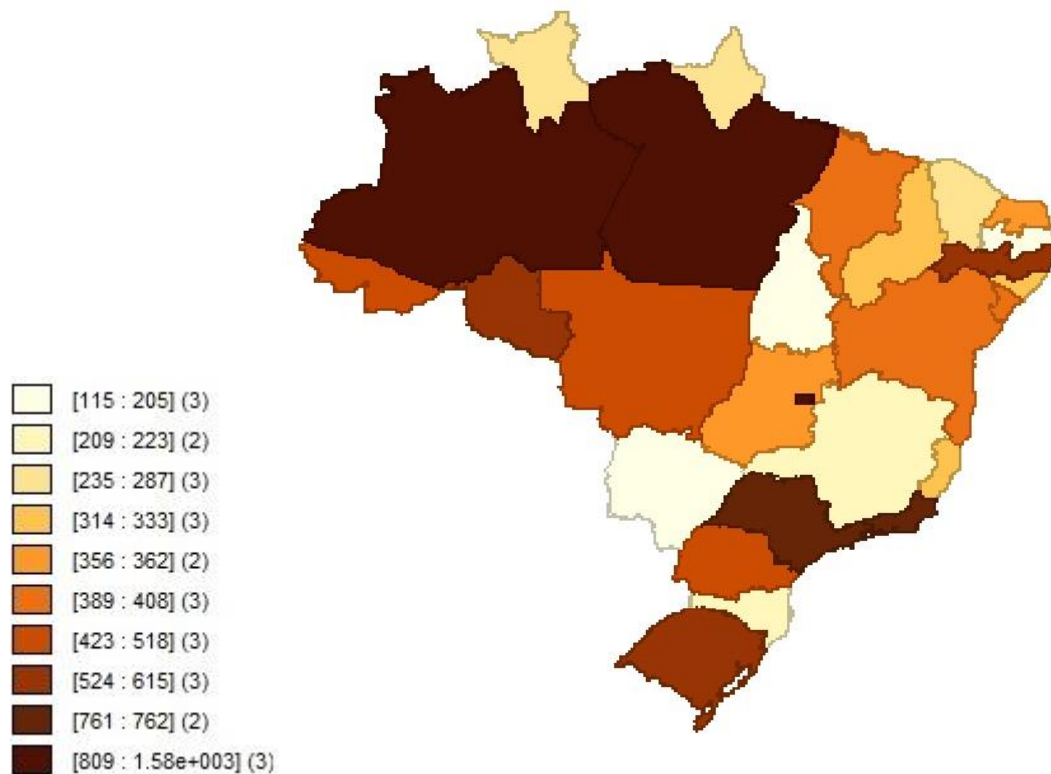 [115 : 205] (3)
[209 : 223] (2)
[235 : 287] (3)
[314 : 333] (3)
[356 : 362] (2)
[389 : 408] (3)
[423 : 518] (3)
[524 : 615] (3)
[761 : 762] (2)
[809 : 1.58e+003] (3)